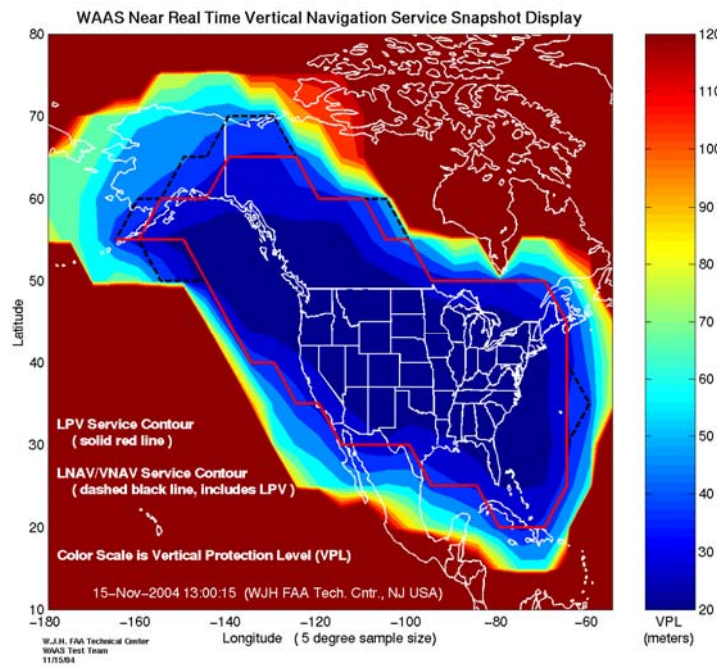 WAAS Near Real Time Vertical Navigation Service Snapshot Display
80
70
60
50
40
30
20
10
Latitude
LPV Service Contour
( solid red line )
LNAV/VNAV Service Contour
( dashed black line, includes LPV )
Color Scale is Vertical Protection Level (VPL)
15-Nov-2004 13:00:15 (WJH FAA Tech. Cntr., NJ USA)
-180
-160
-140
-120
-100
-80
-60
Longitude ( 5 degree sample size)
W.J.H. FAA Technical Center
WAAS Test Team
11/15/04
120
110
100
90
80
70
60
50
40
30
20
VPL
(meters)